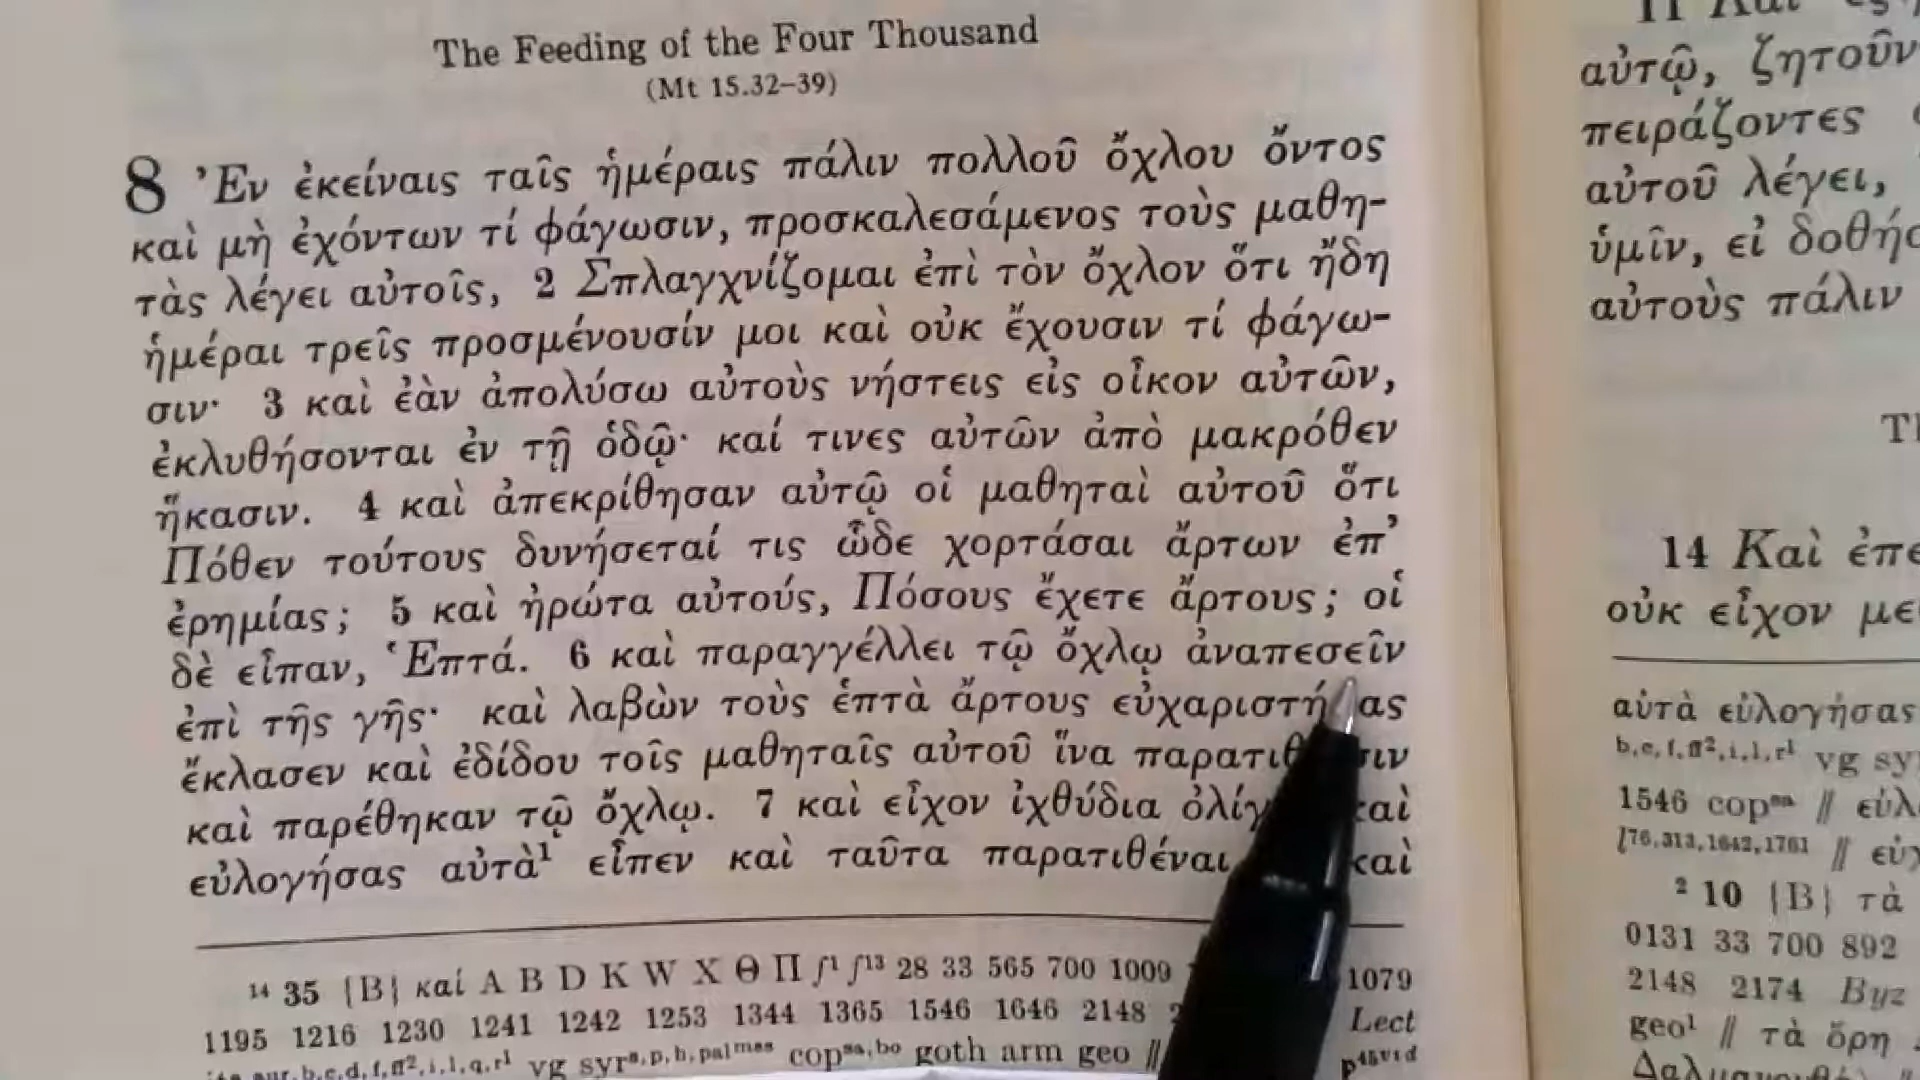 The Feeding of the Four Thousand
(Mt 15.32–39)
8 Ἐν ἐκείναις ταῖς ἡμέραις πάλιν πολλοῦ ὄχλου ὄντος
καὶ μὴ ἐχόντων τί φάγωσιν, προσκαλεσάμενος τοὺς μαθη-
τὰς λέγει αὐτοῖς, 2 Σπλαγχνίζομαι ἐπὶ τὸν ὄχλον ὅτι ἤδη
ἡμέραι τρεῖς προσμένουσίν μοι καὶ οὐκ ἔχουσιν τί φάγω-
σιν· 3 καὶ ἐὰν ἀπολύσω αὐτοὺς νήστεις εἰς οἶκον αὐτῶν,
ἐκλυθήσονται ἐν τῇ ὁδῷ· καί τινες αὐτῶν ἀπὸ μακρόθεν
ἥκασιν. 4 καὶ ἀπεκρίθησαν αὐτῷ οἱ μαθηταὶ αὐτοῦ ὅτι
Πόθεν τούτους δυνήσεταί τις ὧδε χορτάσαι ἄρτων ἐπ’
ἐρημίας; 5 καὶ ἠρώτα αὐτούς, Πόσους ἔχετε ἄρτους; οἱ
δὲ εἶπαν, Ἑπτά. 6 καὶ παραγγέλλει τῷ ὄχλῳ ἀναπεσεῖν
ἐπὶ τῆς γῆς· καὶ λαβὼν τοὺς ἑπτὰ ἄρτους
ἔκλασεν καὶ ἐδίδου τοῖς μαθηταῖς αὐτοῦ ἵνα
καὶ παρέθηκαν τῷ ὄχλῳ. 7 καὶ εἶχον ἰχθύδια καὶ
εὐλογήσας αὐτὰ¹ εἶπεν καὶ ταῦτα παρατιθέναι καὶ
¹⁴ 35 {B} καί A B D K W X Θ Π f¹ f¹³ 28 33 565 700 1009 1079
1195 1216 1230 1241 1242 1253 1344 1365 1546 1646 2148 Lect
vg syrˢ,ᵖ,ʰ,ᵖᵃˡᵐˢˢ copˢᵃ,ᵇᵒ goth arm geo //
αὐτῷ,
πειράζοντες
αὐτοῦ λέγει,
ὑμῖν, εἰ
αὐτοὺς πάλιν
14 Καὶ
οὐκ εἶχον
αὐτὰ εὐλογήσας
vg
1546 copˢᵃ //
² 10 {B} τὰ
0131 33 700 892
2148 2174 Byz
geo¹ // τὰ ὄρη